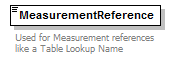 MeasurementReference
Used for Measurement references
like a Table Lookup Name